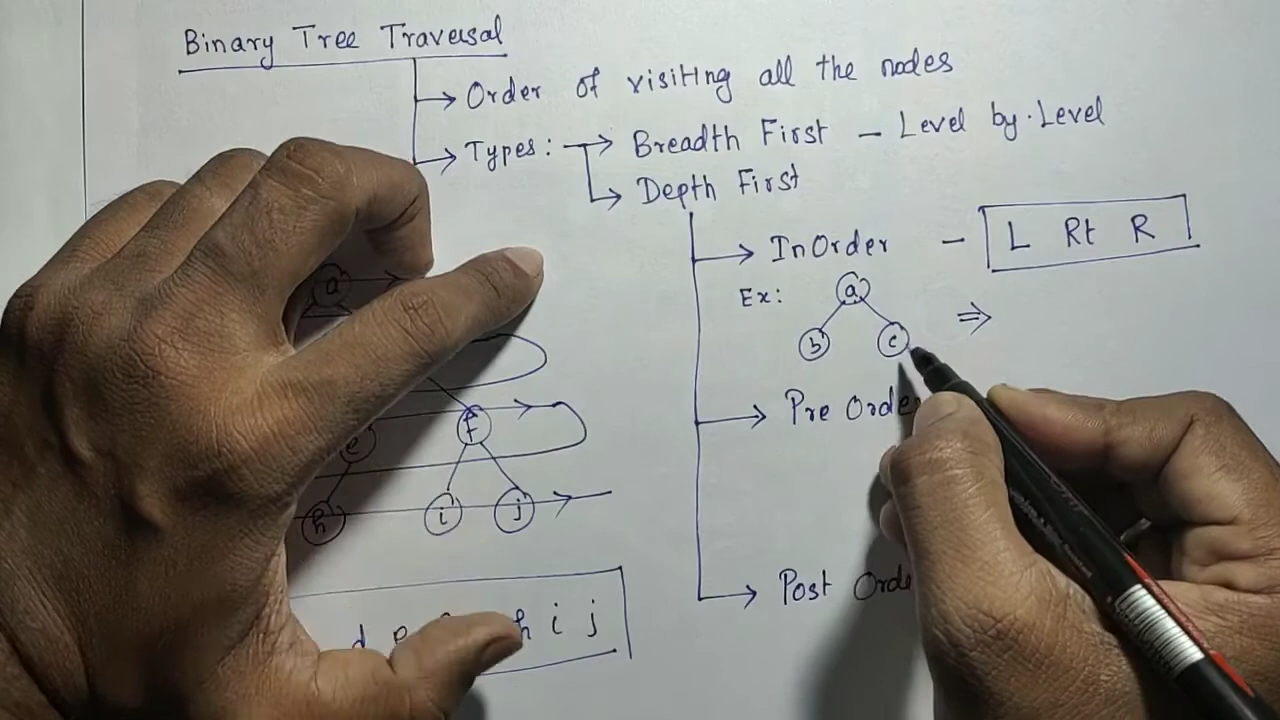 Binary Tree Traversal
Order of visiting all the nodes
Types: Breadth First - Level by. Level
Depth First
InOrder - L Rt R
Ex: a
b c
Pre Order
Post Orde
a
e f
h i j
d e h i j